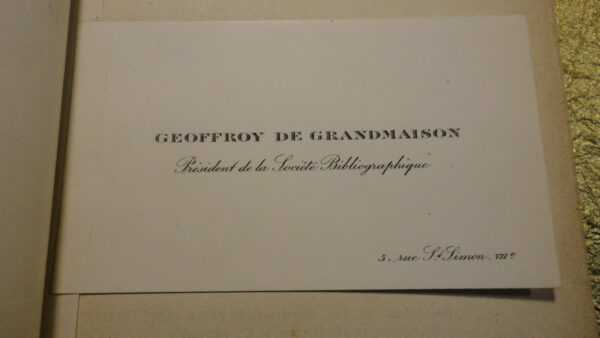 GEOFFROY DE GRANDMAISON
Président de la Société Bibliographique
5, rue St Simon. VIIe